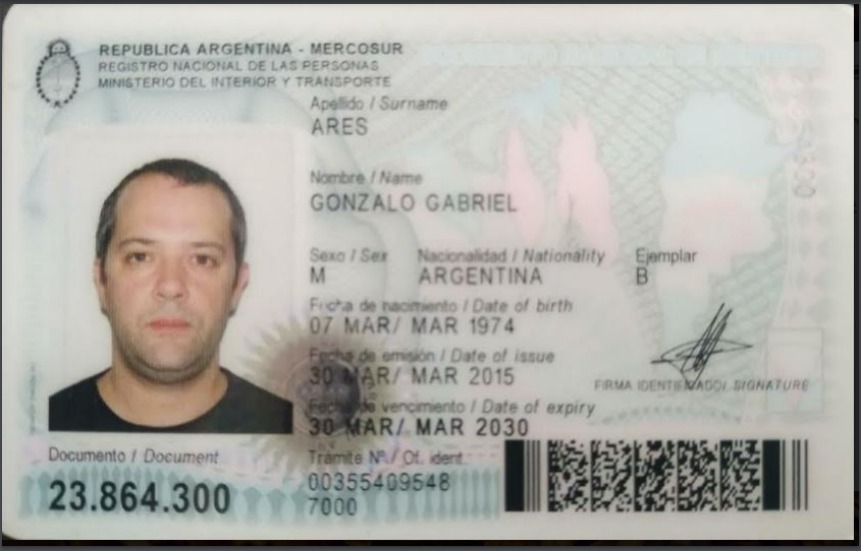 REPUBLICA ARGENTINA - MERCOSUR
REGISTRO NACIONAL DE LAS PERSONAS
MINISTERIO DEL INTERIOR Y TRANSPORTE
Apellido / Surname
ARES
Nombre / Name
GONZALO GABRIEL
Sexo / Sex Nacionalidad / Nationality Ejemplar
M ARGENTINA B
Fecha de nacimiento / Date of birth
07 MAR/ MAR 1974
Fecha de emisión / Date of issue
30 MAR/ MAR 2015
FIRMA IDENTIFICADO/ SIGNATURE
Fecha de vencimiento / Date of expiry
30 MAR/ MAR 2030
Documento / Document Trámite Nº / Of. ident.
23.864.300 00355409548
7000